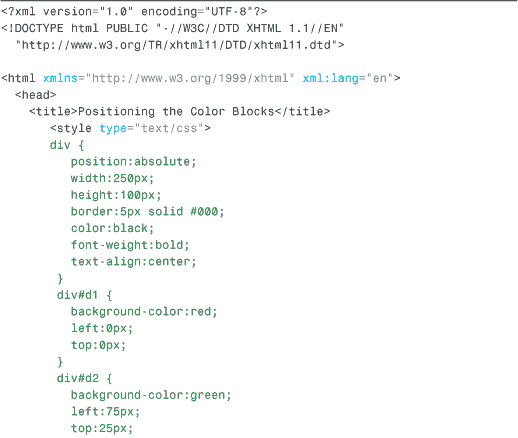 <?xml version="1.0" encoding="UTF-8"?>
<!DOCTYPE html PUBLIC "-//W3C//DTD XHTML 1.1//EN"
"http://www.w3.org/TR/xhtml11/DTD/xhtml11.dtd">
<html xmlns="http://www.w3.org/1999/xhtml" xml:lang="en">
<head>
<title>Positioning the Color Blocks</title>
<style type="text/css">
div {
position:absolute;
width:250px;
height:100px;
border:5px solid #000;
color:black;
font-weight:bold;
text-align:center;
}
div#d1 {
background-color:red;
left:0px;
top:0px;
}
div#d2 {
background-color:green;
left:75px;
top:25px;